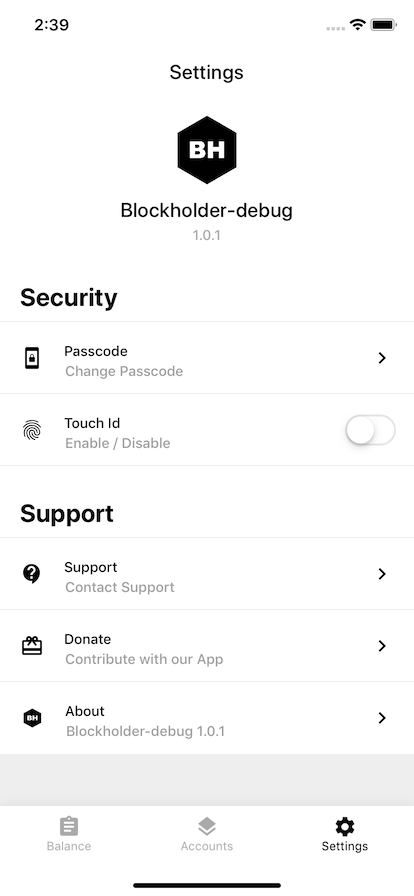 2:39
Settings
BH
Blockholder-debug
1.0.1
Security
Passcode
Change Passcode
Touch Id
Enable / Disable
Support
Support
Contact Support
Donate
Contribute with our App
BH
About
Blockholder-debug 1.0.1
Balance
Accounts
Settings